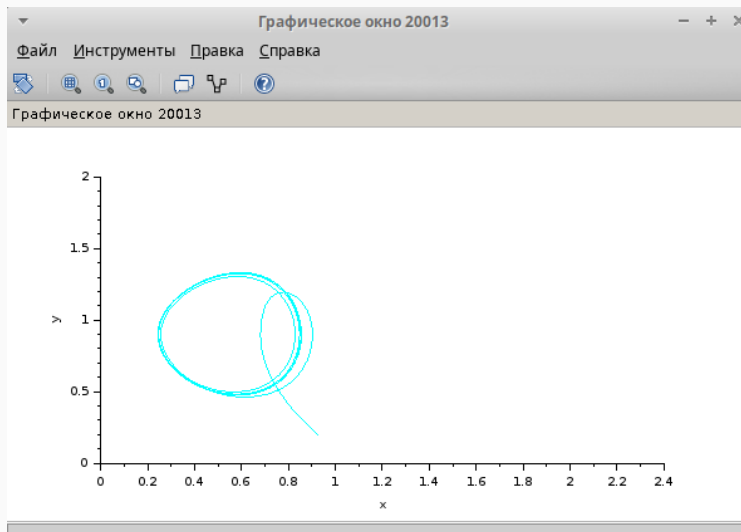 Графическое окно 20013
Файл Инструменты Правка Справка
Графическое окно 20013
2
1.5
1
0.5
0
y
0 0.2 0.4 0.6 0.8 1 1.2 1.4 1.6 1.8 2 2.2 2.4
x